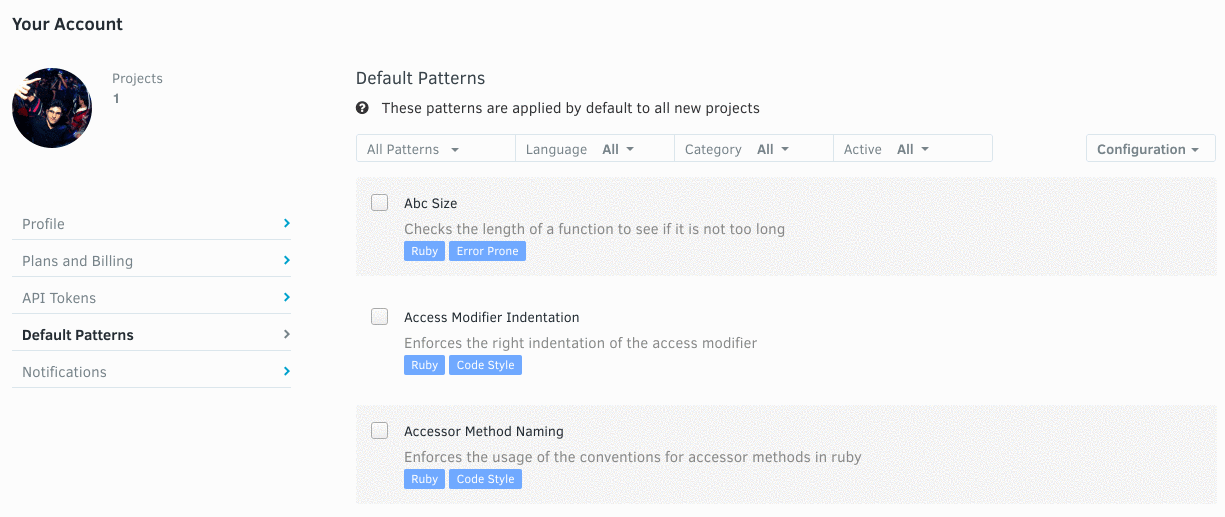 Your Account
Projects
1
Profile
Plans and Billing
API Tokens
Default Patterns
Notifications
Default Patterns
These patterns are applied by default to all new projects
All Patterns Language All Category All Active All Configuration
Abc Size
Checks the length of a function to see if it is not too long
Ruby Error Prone
Access Modifier Indentation
Enforces the right indentation of the access modifier
Ruby Code Style
Accessor Method Naming
Enforces the usage of the conventions for accessor methods in ruby
Ruby Code Style